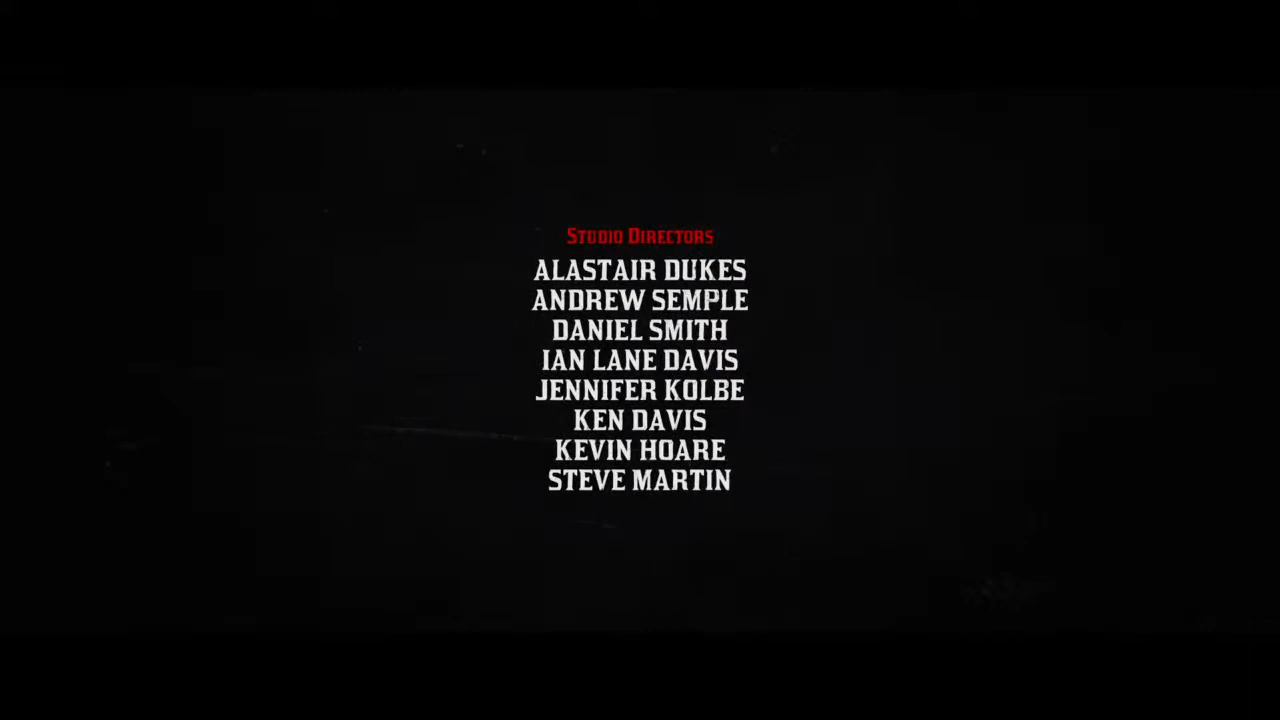 Studio Directors
ALASTAIR DUKES
ANDREW SEMPLE
DANIEL SMITH
IAN LANE DAVIS
JENNIFER KOLBE
KEN DAVIS
KEVIN HOARE
STEVE MARTIN